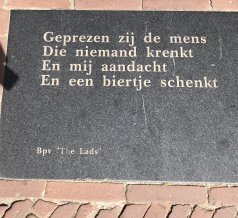 Geprezen zij de mens
Die niemand krenkt
En mij aandacht
En een biertje schenkt
Bpv "The Lads"